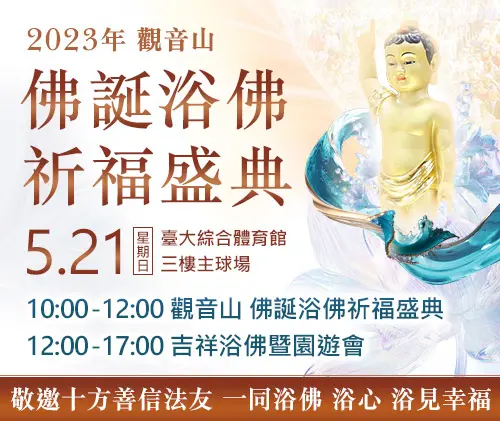 2023年 觀音山
佛誕浴佛
祈福盛典
5.21 星期日 臺大綜合體育館
三樓主球場
10:00-12:00 觀音山 佛誕浴佛祈福盛典
12:00-17:00 吉祥浴佛暨園遊會
敬邀十方善信法友 一同浴佛 浴心 浴見幸福